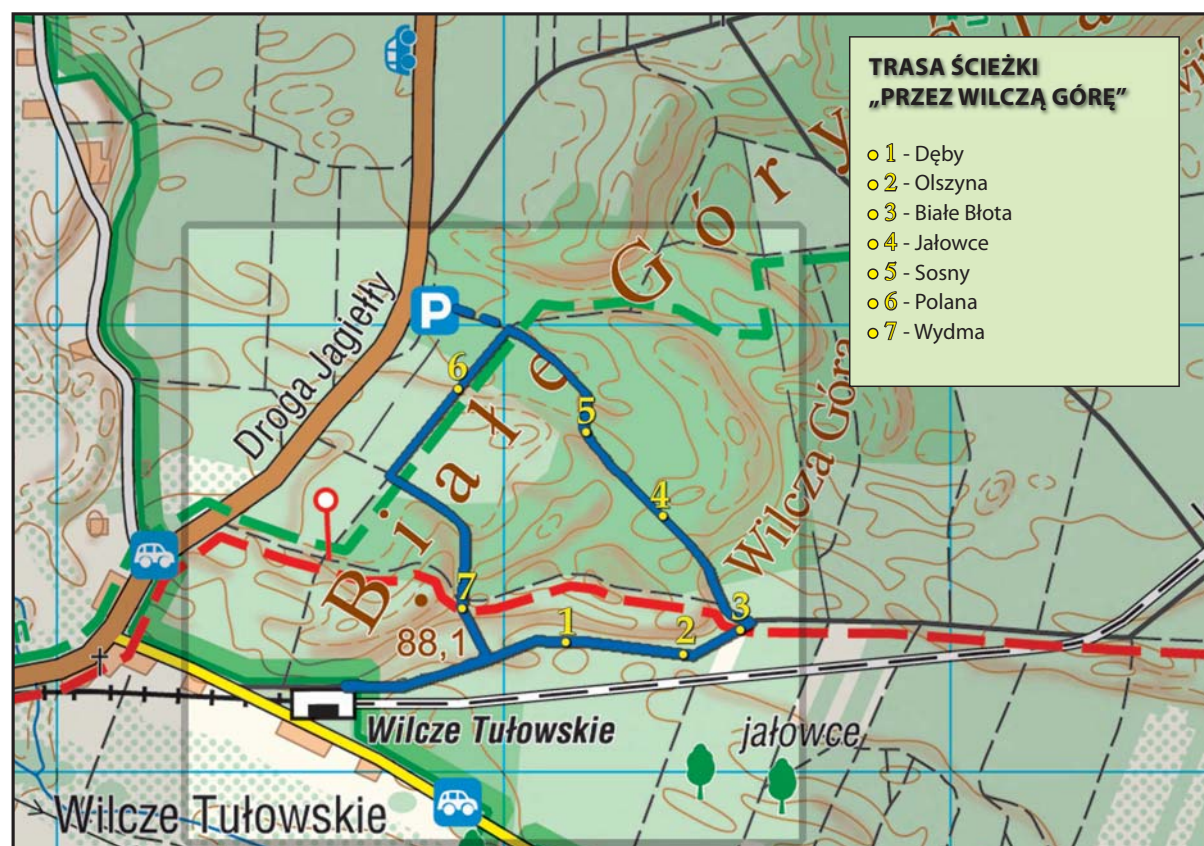 TRASA ŚCIEŻKI
„PRZEZ WILCZĄ GÓRĘ”
1 - Dęby
2 - Olszyna
3 - Białe Błota
4 - Jałowce
5 - Sosny
6 - Polana
7 - Wydma
Białe Góry
Droga Jagiełły
P
6
5
4
Wilcza Góra
7
1
2
3
88,1
Wilcze Tułowskie
jałowce
Wilcze Tułowskie